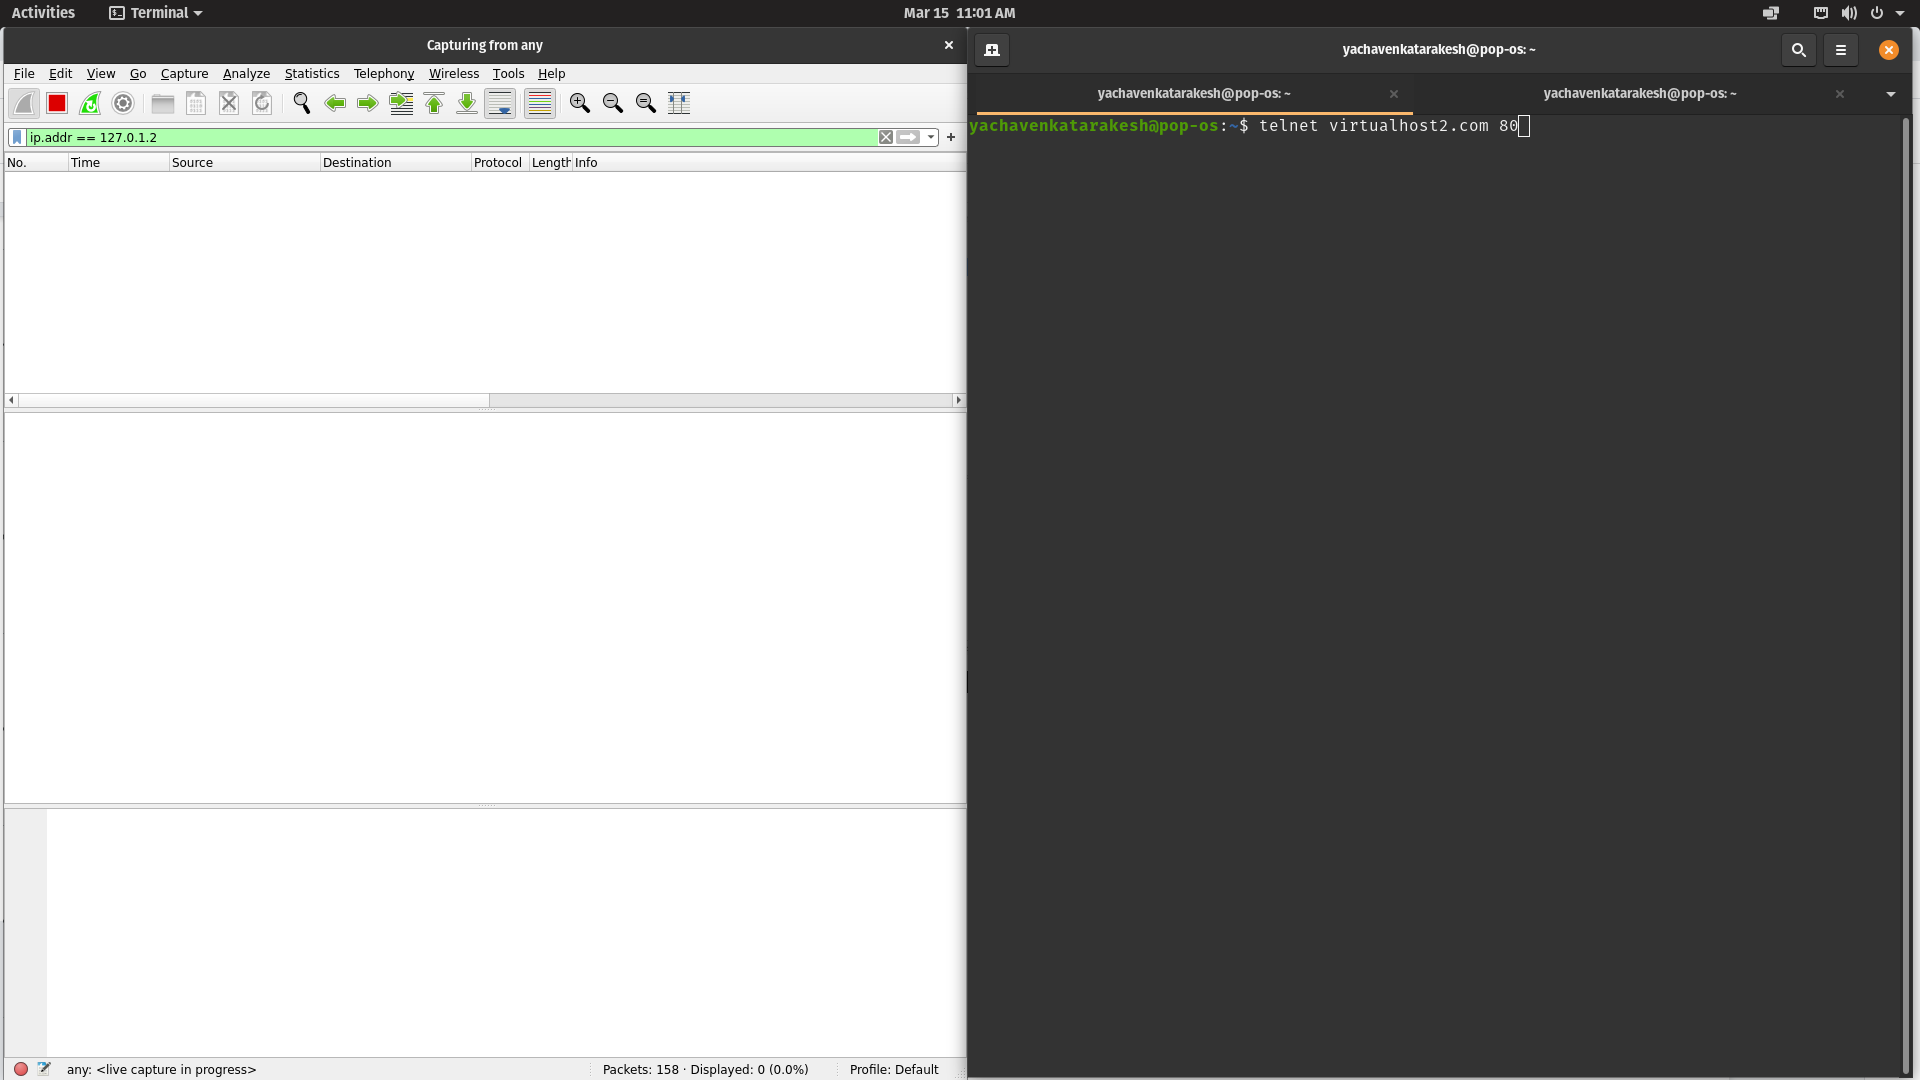 Activities Terminal Mar 15 11:01 AM
Capturing from any
File Edit View Go Capture Analyze Statistics Telephony Wireless Tools Help
ip.addr == 127.0.1.2
No. Time Source Destination Protocol Length Info
any: <live capture in progress> Packets: 158 · Displayed: 0 (0.0%) Profile: Default
yachavenkatarakesh@pop-os: ~
yachavenkatarakesh@pop-os: ~ yachavenkatarakesh@pop-os: ~
yachavenkatarakesh@pop-os:~$ telnet virtualhost2.com 80